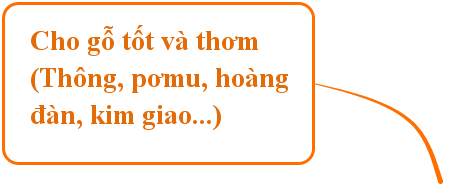 Cho gỗ tốt và thơm
(Thông, pơmu, hoàng
đàn, kim giao...)